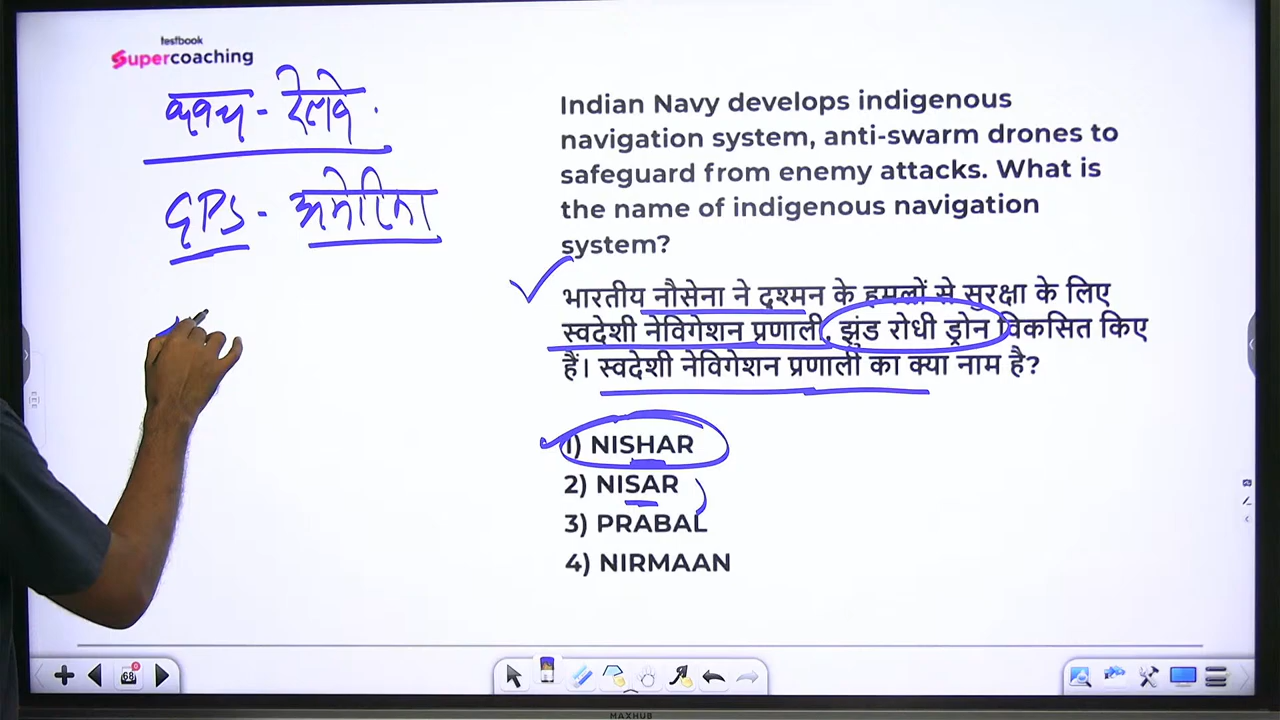 testbook
Supercoaching
कवच - रेलवे
GPS - अमेरिका
Indian Navy develops indigenous
navigation system, anti-swarm drones to
safeguard from enemy attacks. What is
the name of indigenous navigation
system?
भारतीय नौसेना ने दुश्मन के हमलों से सुरक्षा के लिए
स्वदेशी नेविगेशन प्रणाली, झुंड रोधी ड्रोन विकसित किए
हैं। स्वदेशी नेविगेशन प्रणाली का क्या नाम है?
1) NISHAR
2) NISAR
3) PRABAL
4) NIRMAAN
68
MAXHUB